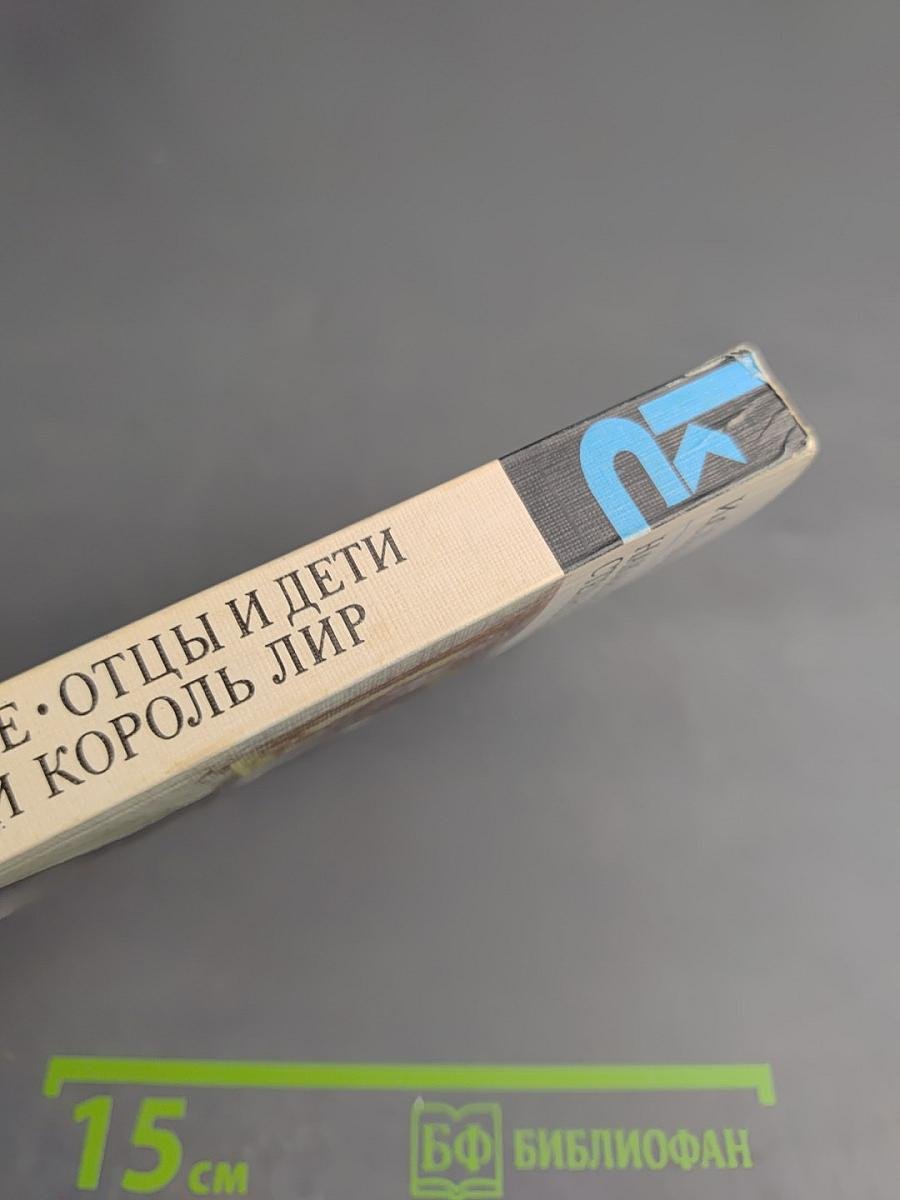 Е · ОТЦЫ И ДЕТИ
Й КОРОЛЬ ЛИР
15 см
БФ БИБЛИОФАН